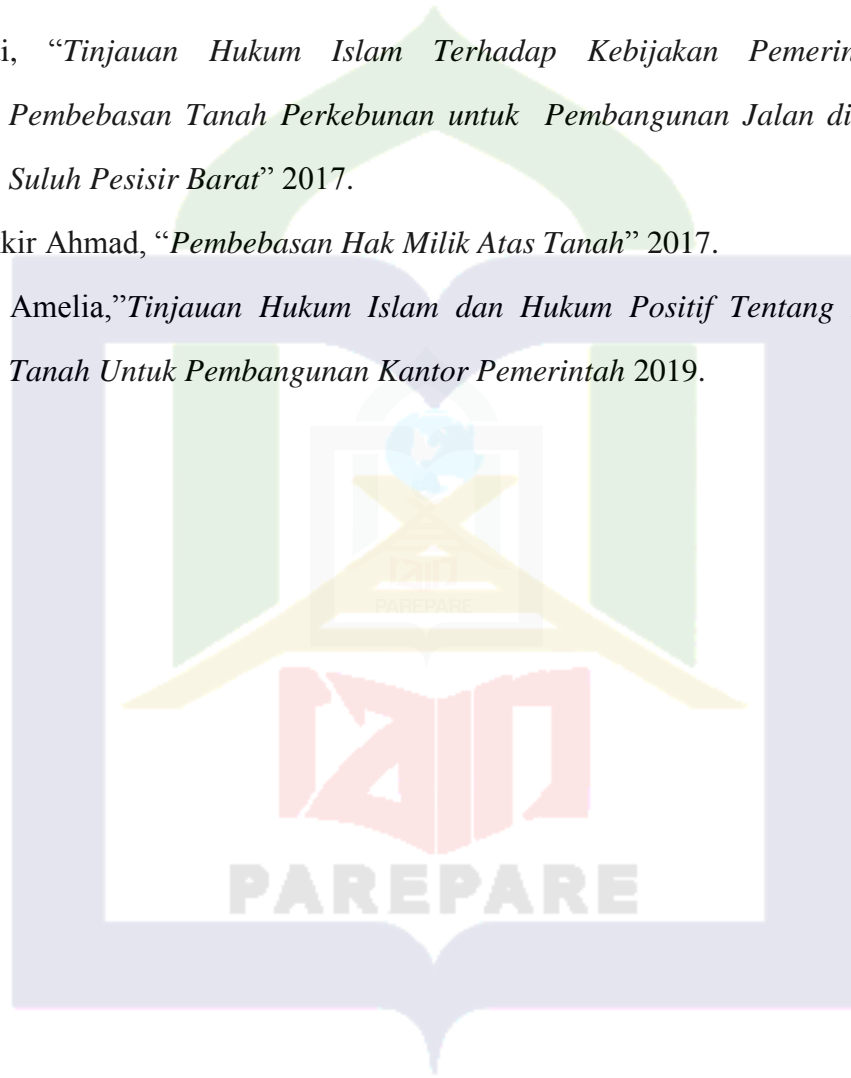 i, “Tinjauan Hukum Islam Terhadap Kebijakan Pemerin
Pembebasan Tanah Perkebunan untuk Pembangunan Jalan di
Suluh Pesisir Barat” 2017.
kir Ahmad, “Pembebasan Hak Milik Atas Tanah” 2017.
Amelia,”Tinjauan Hukum Islam dan Hukum Positif Tentang
Tanah Untuk Pembangunan Kantor Pemerintah 2019.
PAREPARE
PAREPARE